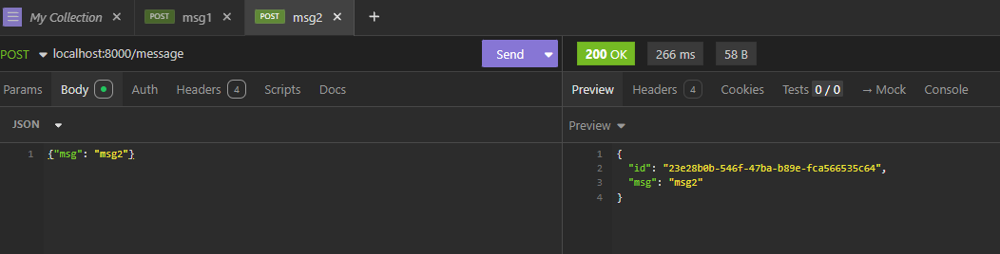 My Collection POST msg1 POST msg2
POST localhost:8000/message Send 200 OK 266 ms 58 B
Params Body Auth Headers 4 Scripts Docs Preview Headers 4 Cookies Tests 0 / 0 → Mock Console
JSON Preview
1 {"msg": "msg2"}
1 {
2 "id": "23e28b0b-546f-47ba-b89e-fca566535c64",
3 "msg": "msg2"
4 }